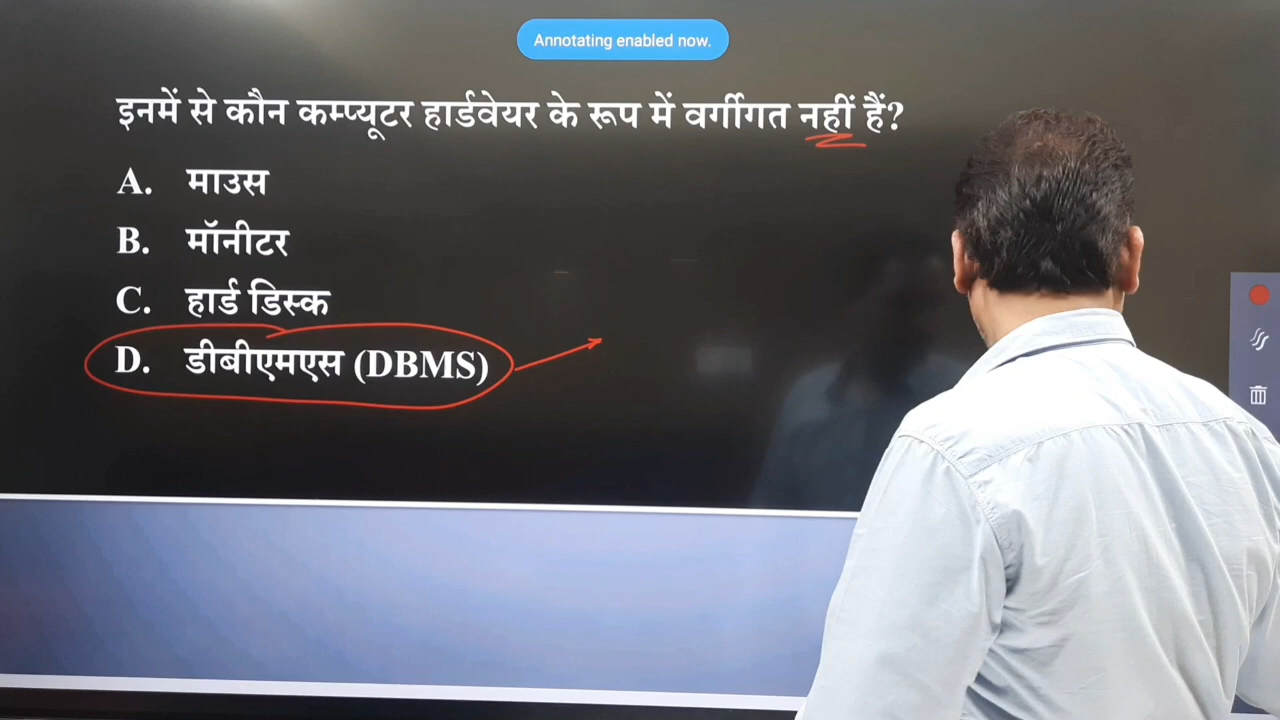 Annotating enabled now.
इनमें से कौन कम्प्यूटर हार्डवेयर के रूप में वर्गीगत नहीं हैं?
A. माउस
B. मॉनीटर
C. हार्ड डिस्क
D. डीबीएमएस (DBMS)